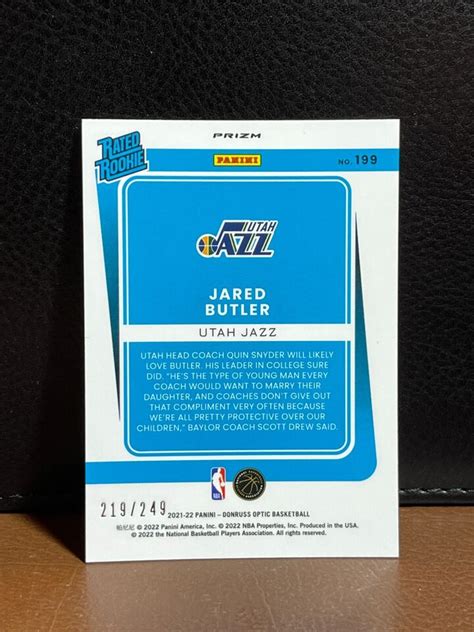 PRIZM
RATED
ROOKIE
PANINI
NO. 199
UTAH
JAZZ
JARED
BUTLER
UTAH JAZZ
UTAH HEAD COACH QUIN SNYDER WILL LIKELY
LOVE BUTLER. HIS LEADER IN COLLEGE SURE
DID. "HE'S THE TYPE OF YOUNG MAN EVERY
COACH WOULD WANT TO MARRY THEIR
DAUGHTER, AND COACHES DON'T GIVE OUT
THAT COMPLIMENT VERY OFTEN BECAUSE
WE'RE ALL PRETTY PROTECTIVE OVER OUR
CHILDREN," BAYLOR COACH SCOTT DREW SAID.
NBA
219/249
2021-22 PANINI – DONRUSS OPTIC BASKETBALL
帕尼尼 © 2022 Panini America, Inc. © 2022 NBA Properties, Inc. Produced in the USA.
© 2022 the National Basketball Players Association. All rights reserved.